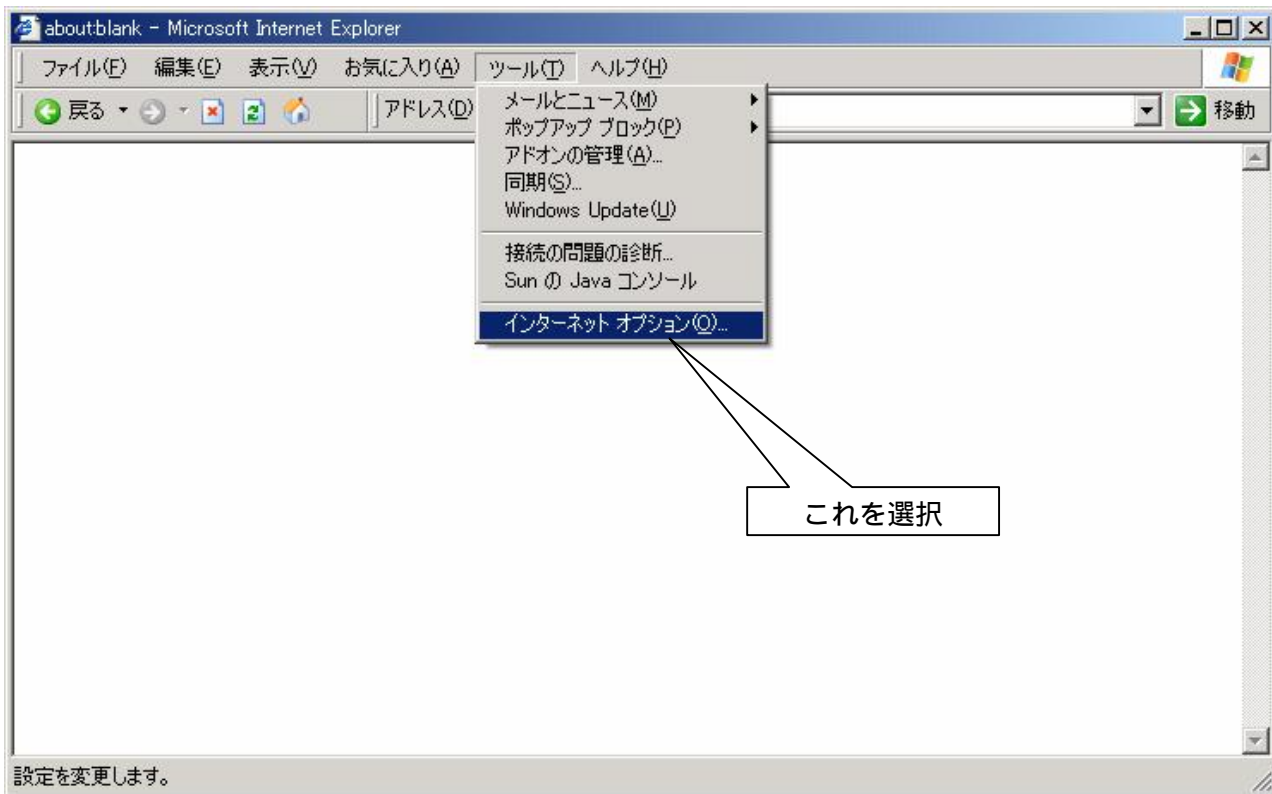 about:blank - Microsoft Internet Explorer
ファイル(F) 編集(E) 表示(V) お気に入り(A) ツール(T) ヘルプ(H)
戻る アドレス(D) 移動
メールとニュース(M)
ポップアップ ブロック(P)
アドオンの管理(A)...
同期(S)...
Windows Update(U)
接続の問題の診断...
Sun の Java コンソール
インターネット オプション(O)...
これを選択
設定を変更します。